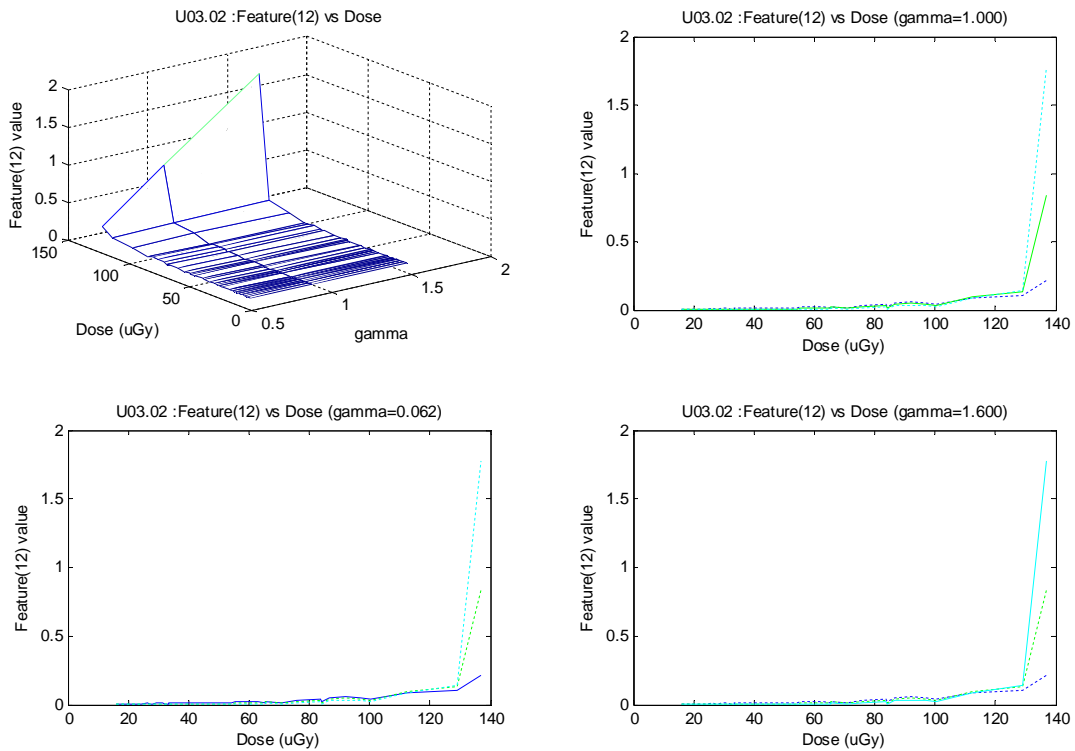 U03.02 :Feature(12) vs Dose
2
1.5
1
0.5
0
Feature(12) value
150
100
50
0
Dose (uGy)
0.5
1
1.5
2
gamma
U03.02 :Feature(12) vs Dose (gamma=1.000)
2
1.5
1
0.5
0
Feature(12) value
0 20 40 60 80 100 120 140
Dose (uGy)
U03.02 :Feature(12) vs Dose (gamma=0.062)
2
1.5
1
0.5
0
Feature(12) value
0 20 40 60 80 100 120 140
Dose (uGy)
U03.02 :Feature(12) vs Dose (gamma=1.600)
2
1.5
1
0.5
0
Feature(12) value
0 20 40 60 80 100 120 140
Dose (uGy)